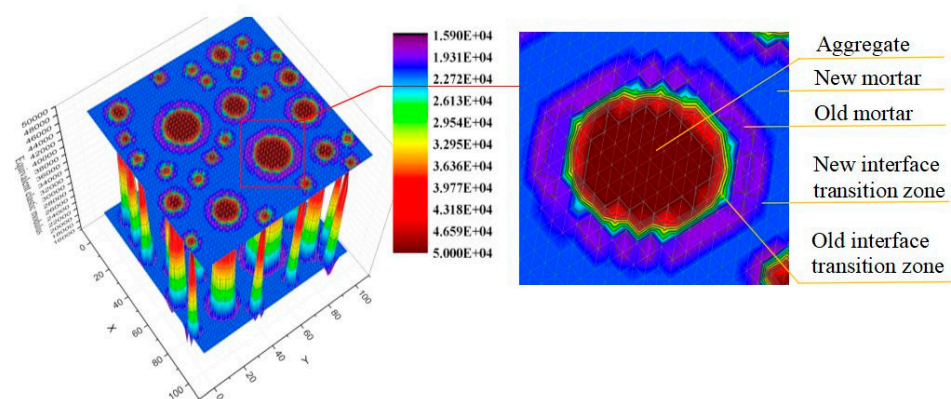 50000
48000
46000
44000
42000
40000
38000
36000
34000
32000
30000
28000
26000
24000
22000
20000
18000
16000
Equivalent elastic modulus
0
20
40
60
80
100
X
0
20
40
60
80
100
Y
1.590E+04
1.931E+04
2.272E+04
2.613E+04
2.954E+04
3.295E+04
3.636E+04
3.977E+04
4.318E+04
4.659E+04
5.000E+04
Aggregate
New mortar
Old mortar
New interface
transition zone
Old interface
transition zone